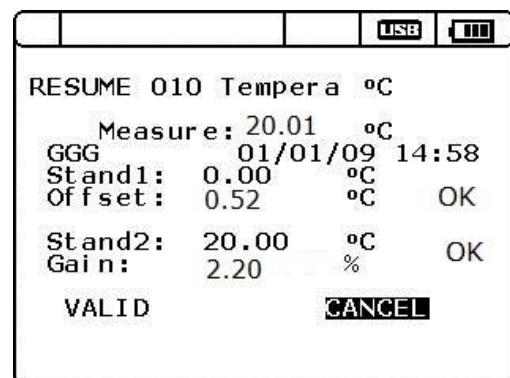 USB
RESUME 010 Tempera ºC
Measure: 20.01 ºC
GGG 01/01/09 14:58
Stand1: 0.00 ºC
Offset: 0.52 ºC OK
Stand2: 20.00 ºC
Gain: 2.20 % OK
VALID CANCEL